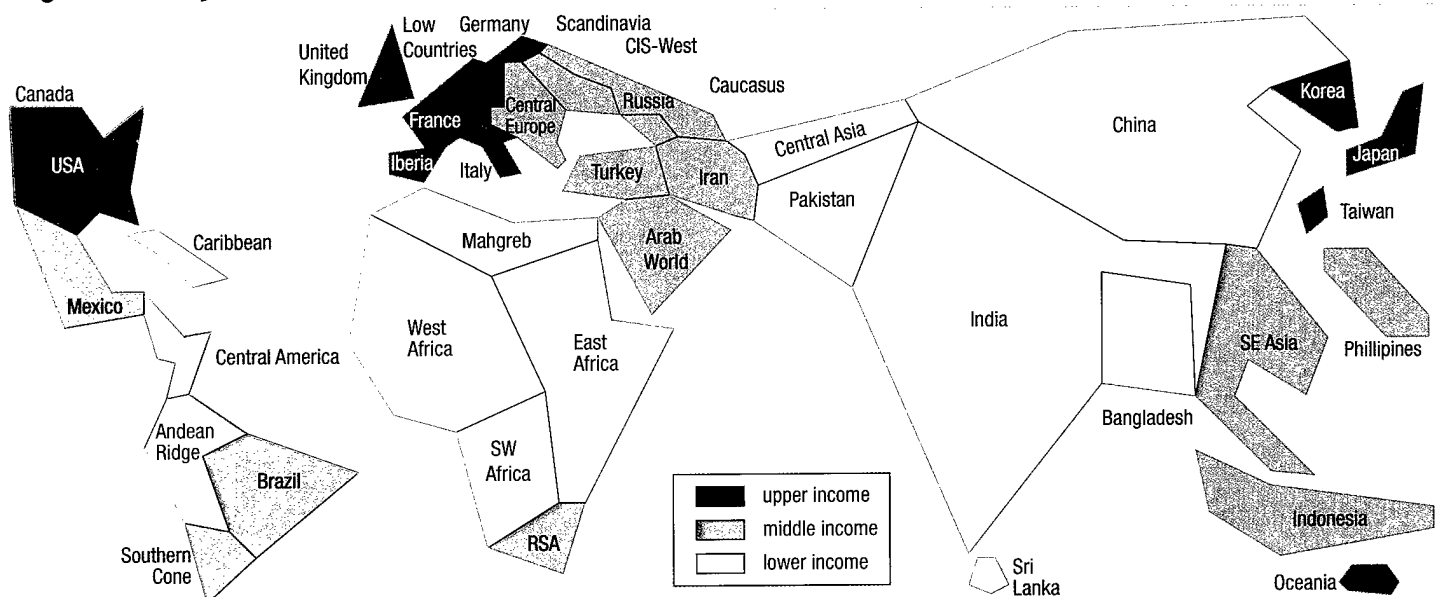 Low
Countries
Germany
Scandinavia
CIS-West
United
Kingdom
Caucasus
Canada
USA
France
Central
Europe
Russia
Korea
China
Japan
Central Asia
Iberia
Italy
Turkey
Iran
Pakistan
Taiwan
Caribbean
Mahgreb
Arab
World
Mexico
West
Africa
East
Africa
India
SE Asia
Phillipines
Central America
Bangladesh
Andean
Ridge
SW
Africa
Brazil
upper income
middle income
lower income
Indonesia
RSA
Southern
Cone
Sri
Lanka
Oceania